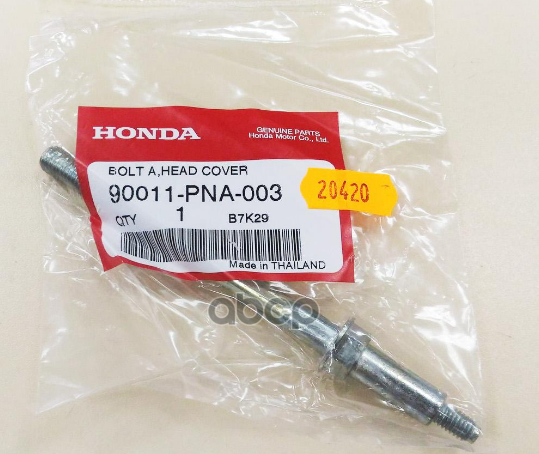 HONDA
GENUINE PARTS
Honda Motor Co., Ltd.
BOLT A,HEAD COVER
90011-PNA-003
20420
QTY 1 B7K29
Made in THAILAND
abcp